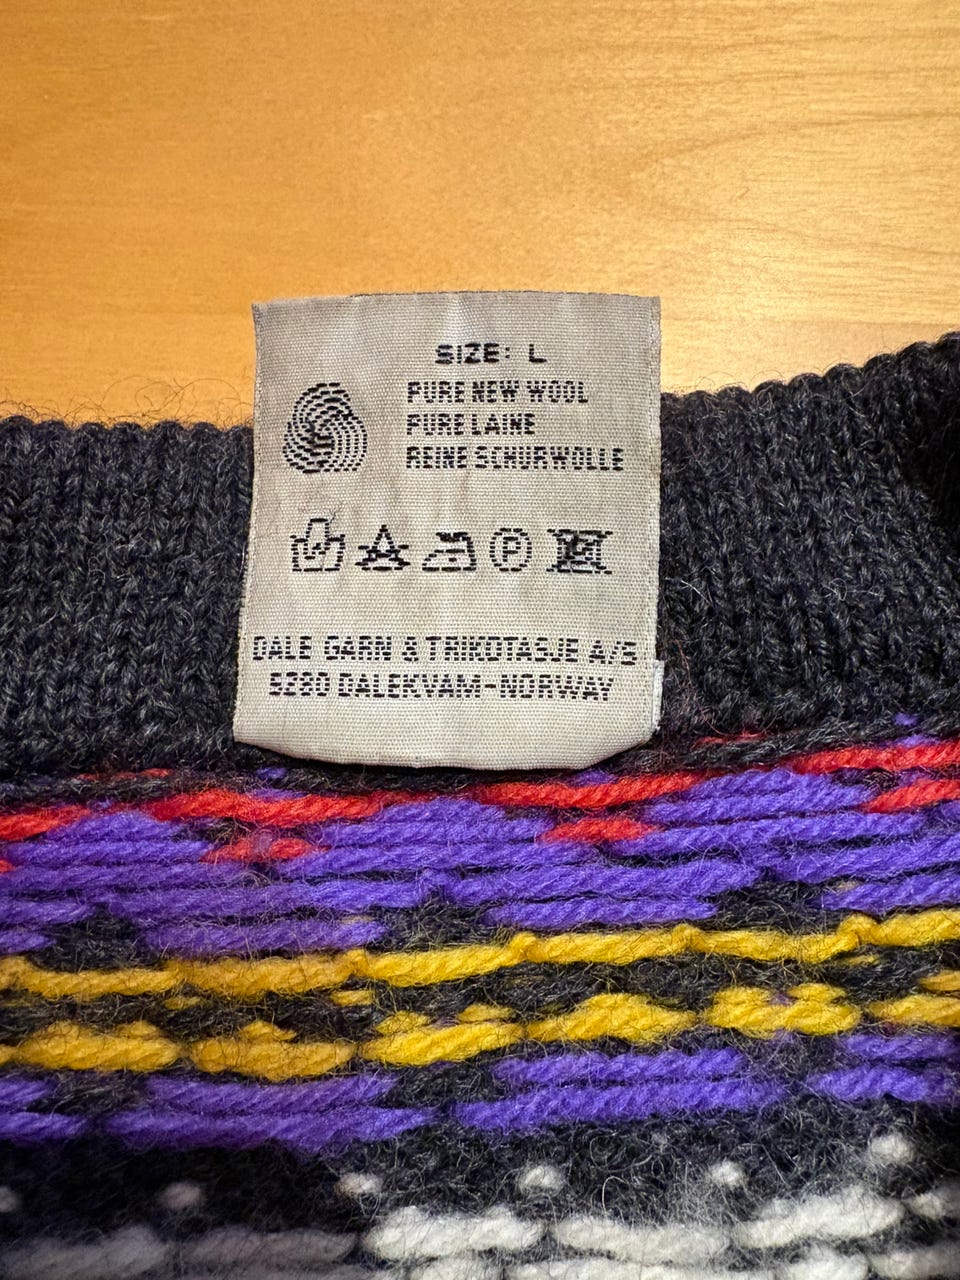 SIZE: L
PURE NEW WOOL
PURE LAINE
REINE SCHURWOLLE
P
DALE GARN & TRIKOTASJE A/S
5280 DALEKVAM-NORWAY